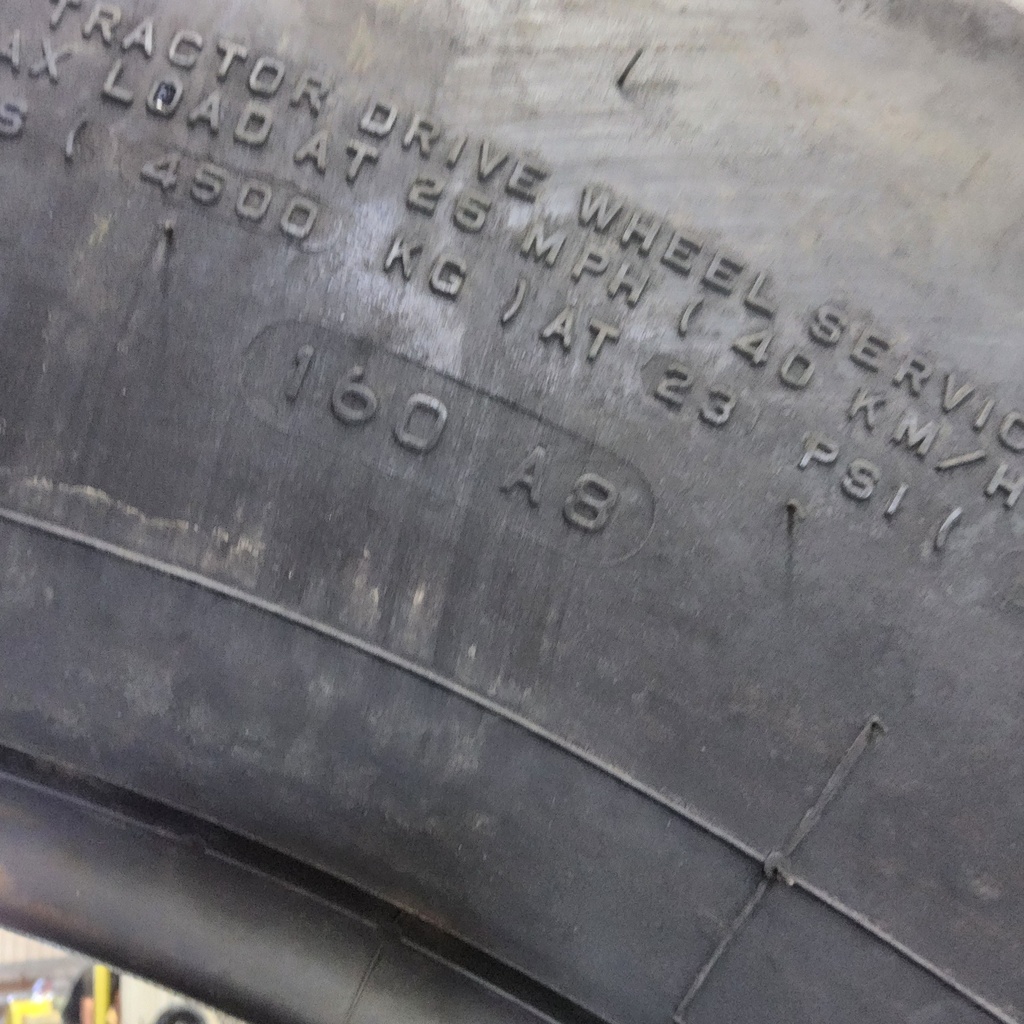 TRACTOR DRIVE WHEEL SERVIC
AX LOAD AT 25 MPH ( 40 KM/H
S ( 4500 KG ) AT 23 PSI (
160 A8